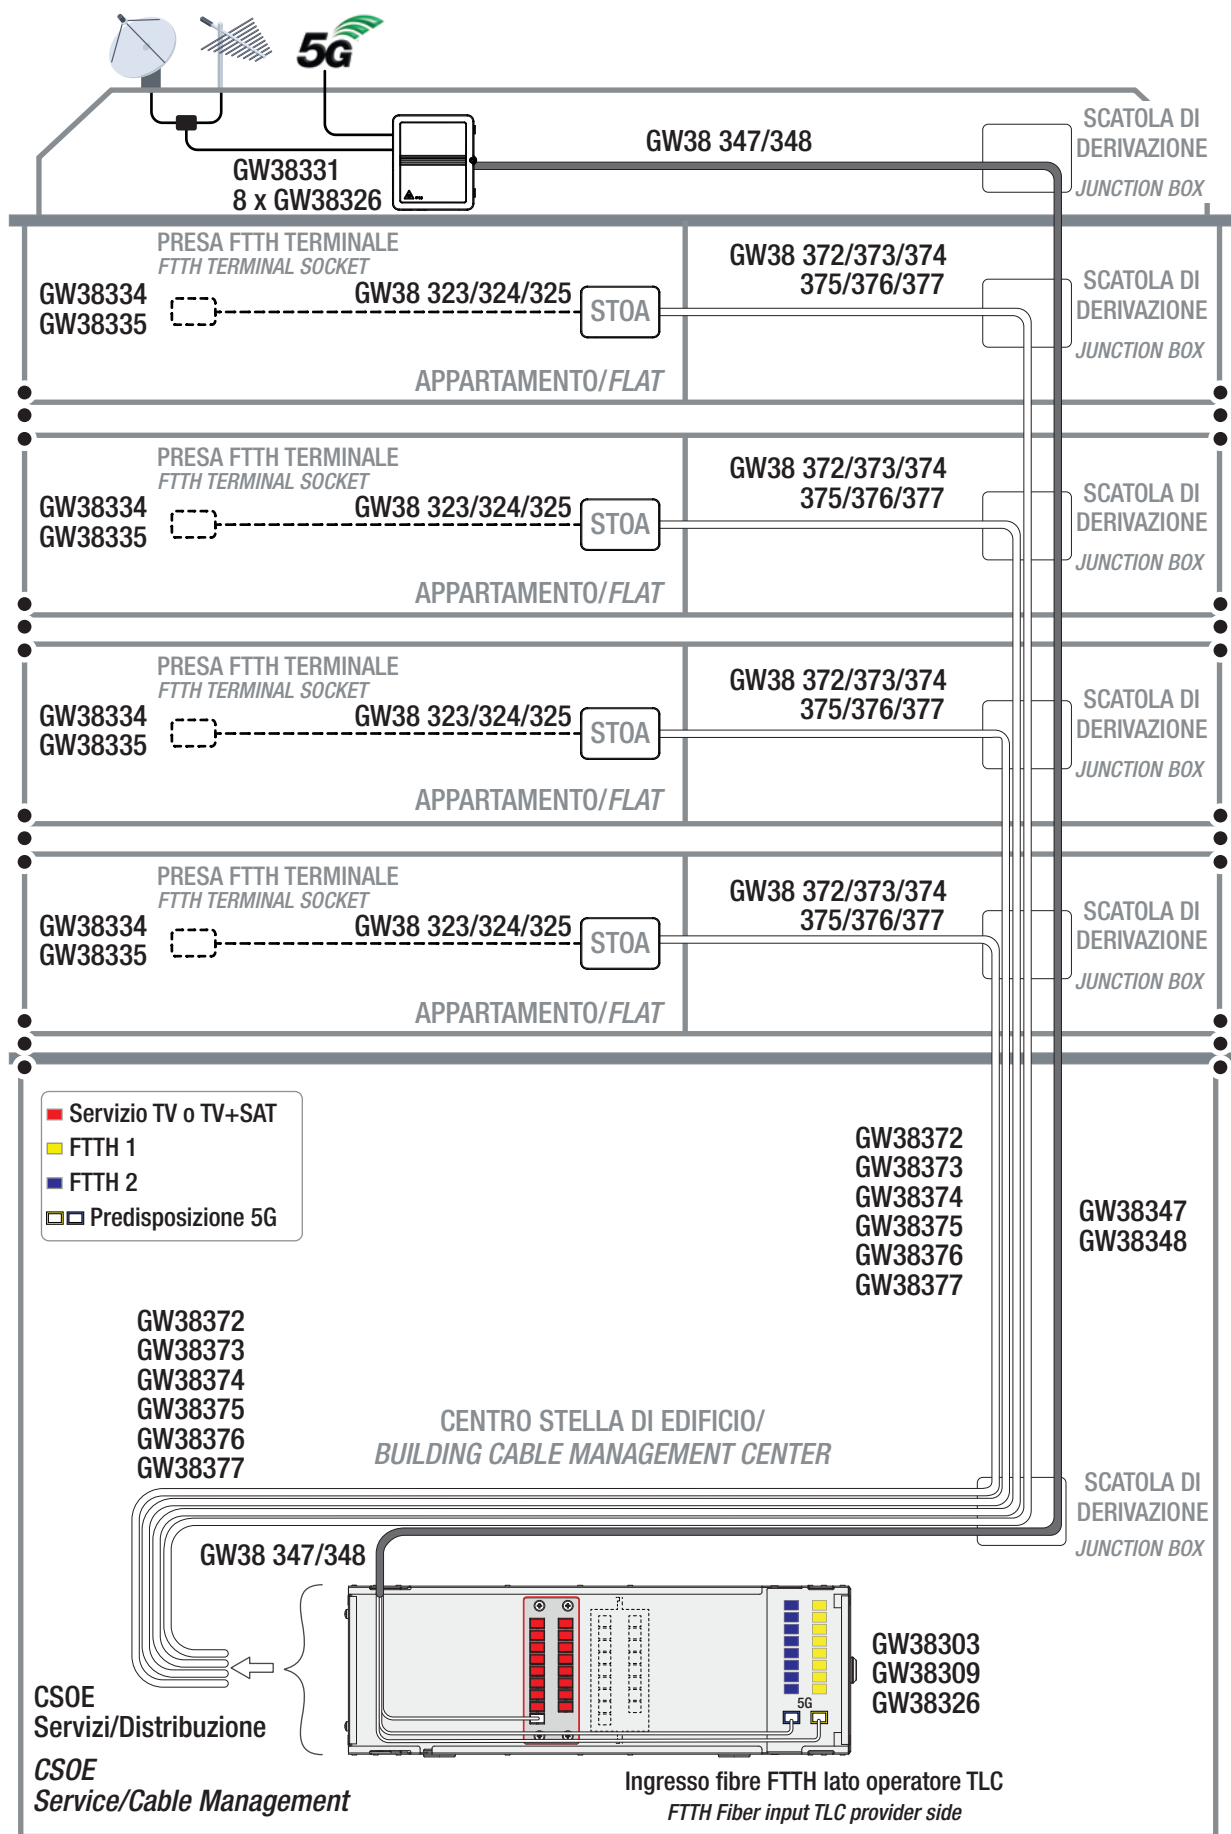 5G
GW38331
8 x GW38326
GW38 347/348
SCATOLA DI
DERIVAZIONE
JUNCTION BOX
PRESA FTTH TERMINALE
FTTH TERMINAL SOCKET
GW38334
GW38335
GW38 323/324/325
STOA
APPARTAMENTO/FLAT
GW38 372/373/374
375/376/377
SCATOLA DI
DERIVAZIONE
JUNCTION BOX
PRESA FTTH TERMINALE
FTTH TERMINAL SOCKET
GW38334
GW38335
GW38 323/324/325
STOA
APPARTAMENTO/FLAT
GW38 372/373/374
375/376/377
SCATOLA DI
DERIVAZIONE
JUNCTION BOX
PRESA FTTH TERMINALE
FTTH TERMINAL SOCKET
GW38334
GW38335
GW38 323/324/325
STOA
APPARTAMENTO/FLAT
GW38 372/373/374
375/376/377
SCATOLA DI
DERIVAZIONE
JUNCTION BOX
PRESA FTTH TERMINALE
FTTH TERMINAL SOCKET
GW38334
GW38335
GW38 323/324/325
STOA
APPARTAMENTO/FLAT
GW38 372/373/374
375/376/377
SCATOLA DI
DERIVAZIONE
JUNCTION BOX
Servizio TV o TV+SAT
FTTH 1
FTTH 2
Predisposizione 5G
GW38372
GW38373
GW38374
GW38375
GW38376
GW38377
GW38347
GW38348
GW38372
GW38373
GW38374
GW38375
GW38376
GW38377
CENTRO STELLA DI EDIFICIO/
BUILDING CABLE MANAGEMENT CENTER
SCATOLA DI
DERIVAZIONE
JUNCTION BOX
GW38 347/348
5G
GW38303
GW38309
GW38326
CSOE
Servizi/Distribuzione
CSOE
Service/Cable Management
Ingresso fibre FTTH lato operatore TLC
FTTH Fiber input TLC provider side